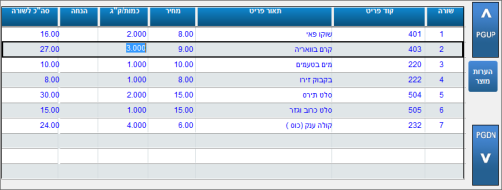 שורה קוד פריט תאור פריט מחיר כמות/ק"ג הנחה סה"כ לשורה
1 401 שוקו פאי 8.00 2.000 16.00
2 403 קרם בוואריה 9.00 3.000 27.00
3 220 מים בטעמים 10.00 1.000 10.00
4 222 בקבוק זירו 8.00 1.000 8.00
5 504 סלט תירס 15.00 2.000 30.00
6 505 סלט כרוב וגזר 15.00 1.000 15.00
7 232 קולה ענק (כוס ) 6.00 4.000 24.00
PGUP
הערות
מוצר
PGDN